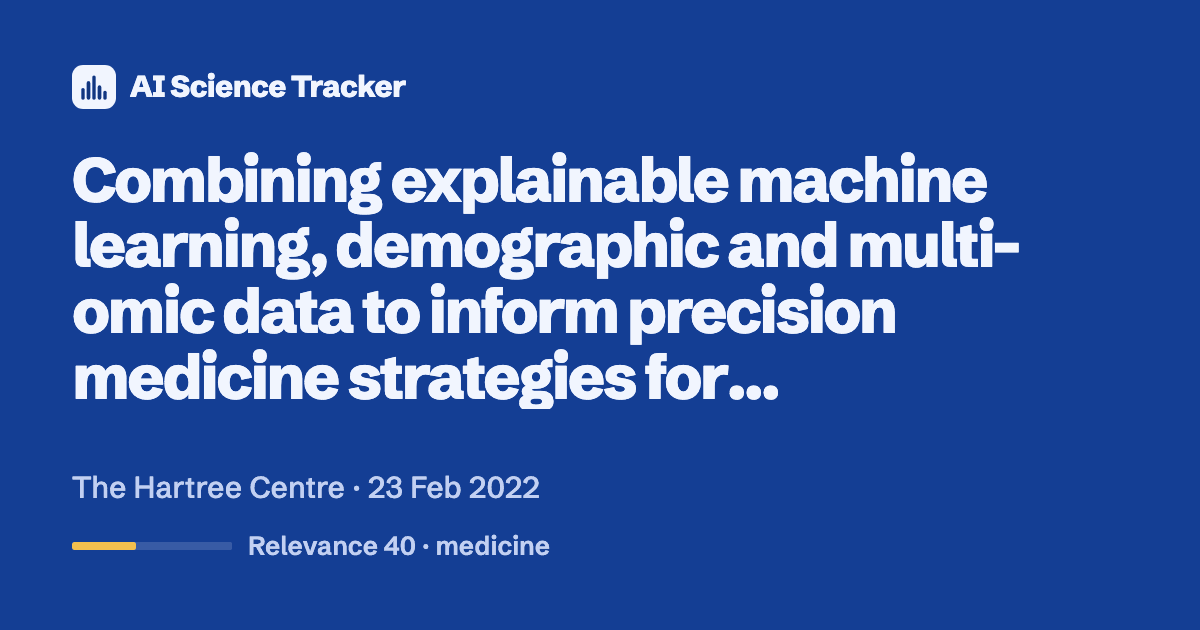 AI Science Tracker
Combining explainable machine
learning, demographic and multi-
omic data to inform precision
medicine strategies for...
The Hartree Centre · 23 Feb 2022
Relevance 40 · medicine